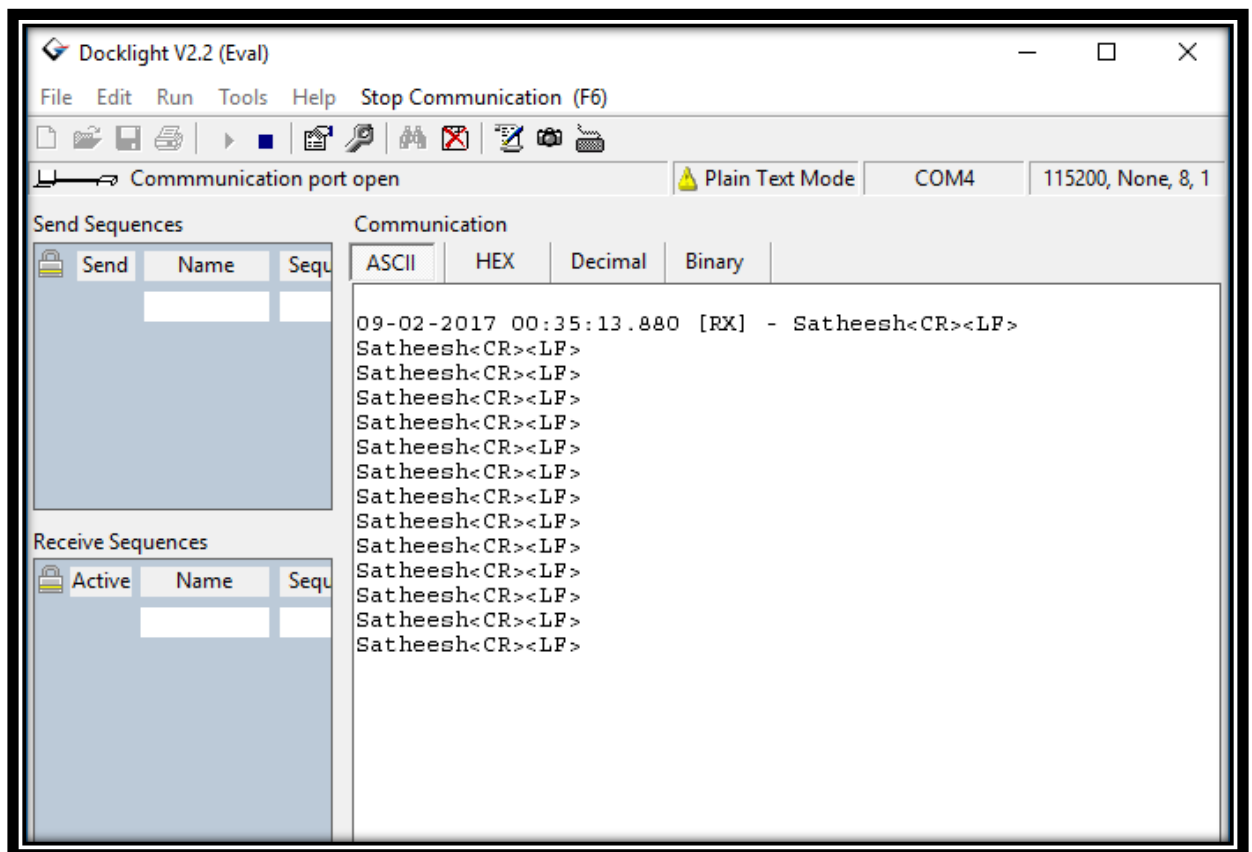 Docklight V2.2 (Eval)
File Edit Run Tools Help Stop Communication (F6)
Commmunication port open Plain Text Mode COM4 115200, None, 8, 1
Send Sequences
Send Name Sequ
Receive Sequences
Active Name Sequ
Communication
ASCII HEX Decimal Binary
09-02-2017 00:35:13.880 [RX] - Satheesh<CR><LF>
Satheesh<CR><LF>
Satheesh<CR><LF>
Satheesh<CR><LF>
Satheesh<CR><LF>
Satheesh<CR><LF>
Satheesh<CR><LF>
Satheesh<CR><LF>
Satheesh<CR><LF>
Satheesh<CR><LF>
Satheesh<CR><LF>
Satheesh<CR><LF>
Satheesh<CR><LF>
Satheesh<CR><LF>